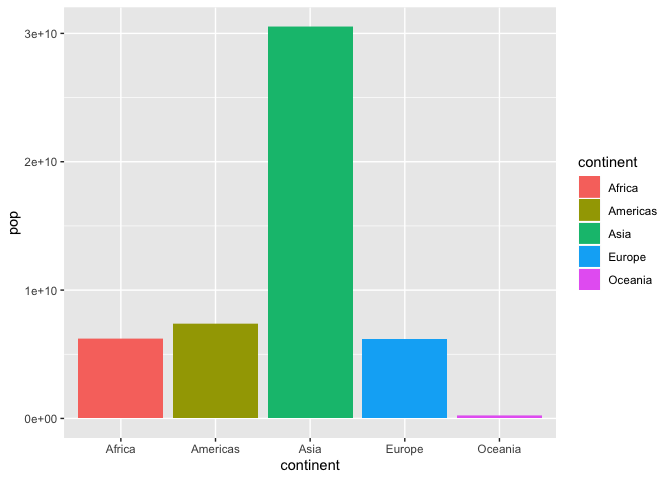 3e+10
2e+10
1e+10
0e+00
pop
Africa
Americas
Asia
Europe
Oceania
continent
continent
Africa
Americas
Asia
Europe
Oceania